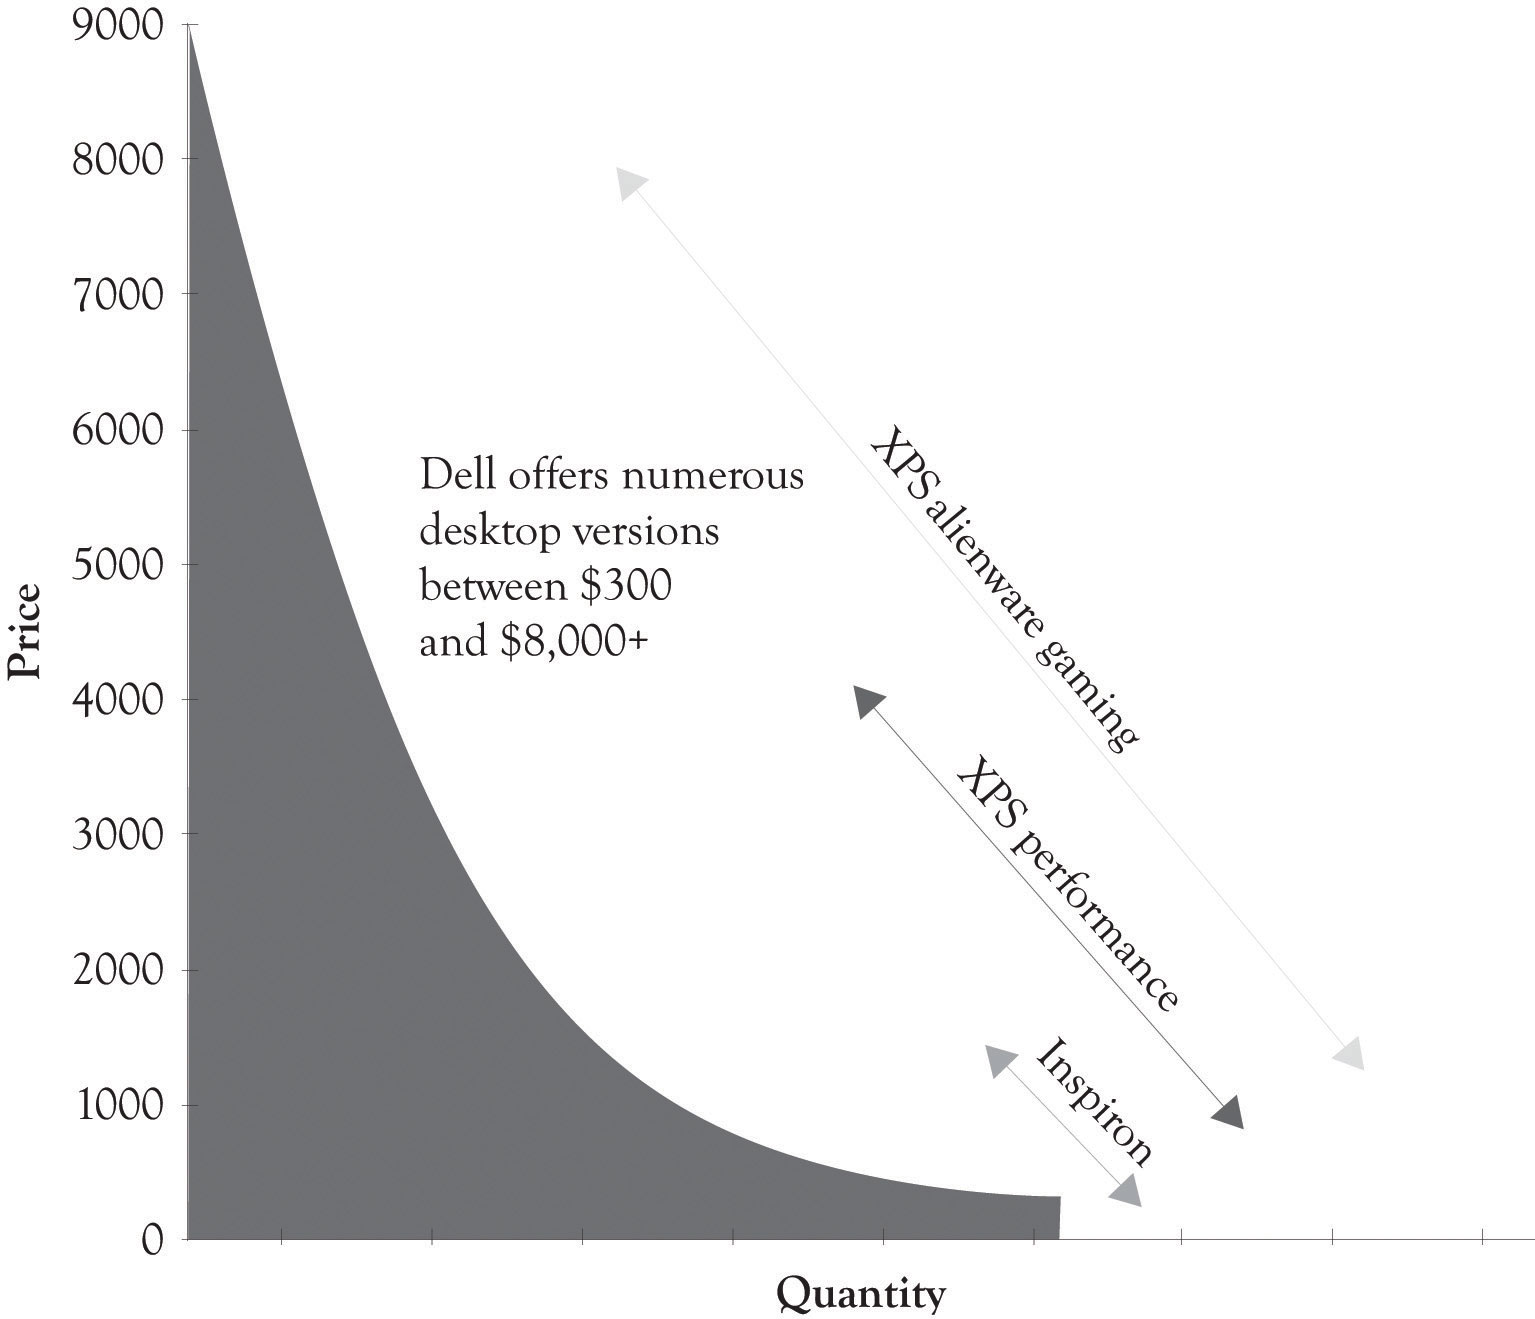 9000
8000
7000
6000
5000
4000
3000
2000
1000
0
Price
Dell offers numerous
desktop versions
between $300
and $8,000+
XPS alienware gaming
XPS performance
Inspiron
Quantity